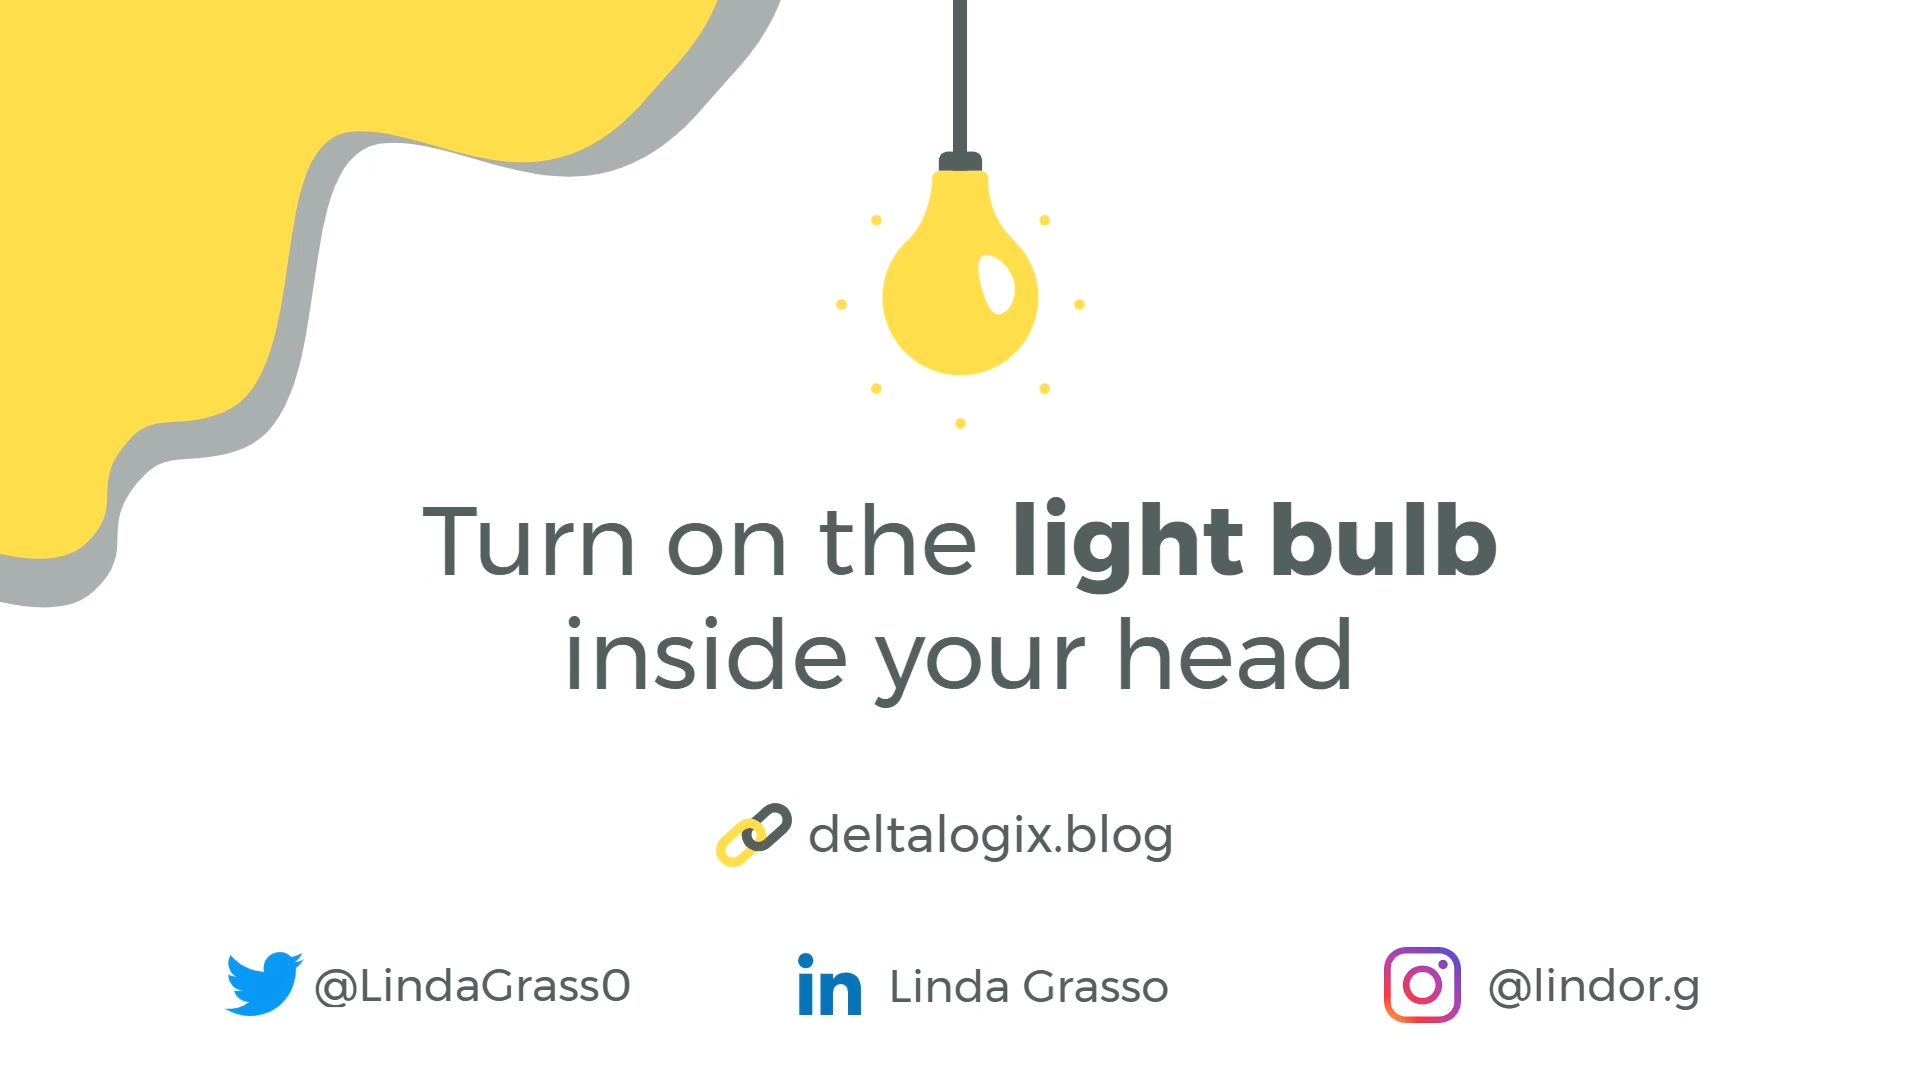 Turn on the light bulb
inside your head
deltalogix.blog
@LindaGrass0
in Linda Grasso
@lindor.g